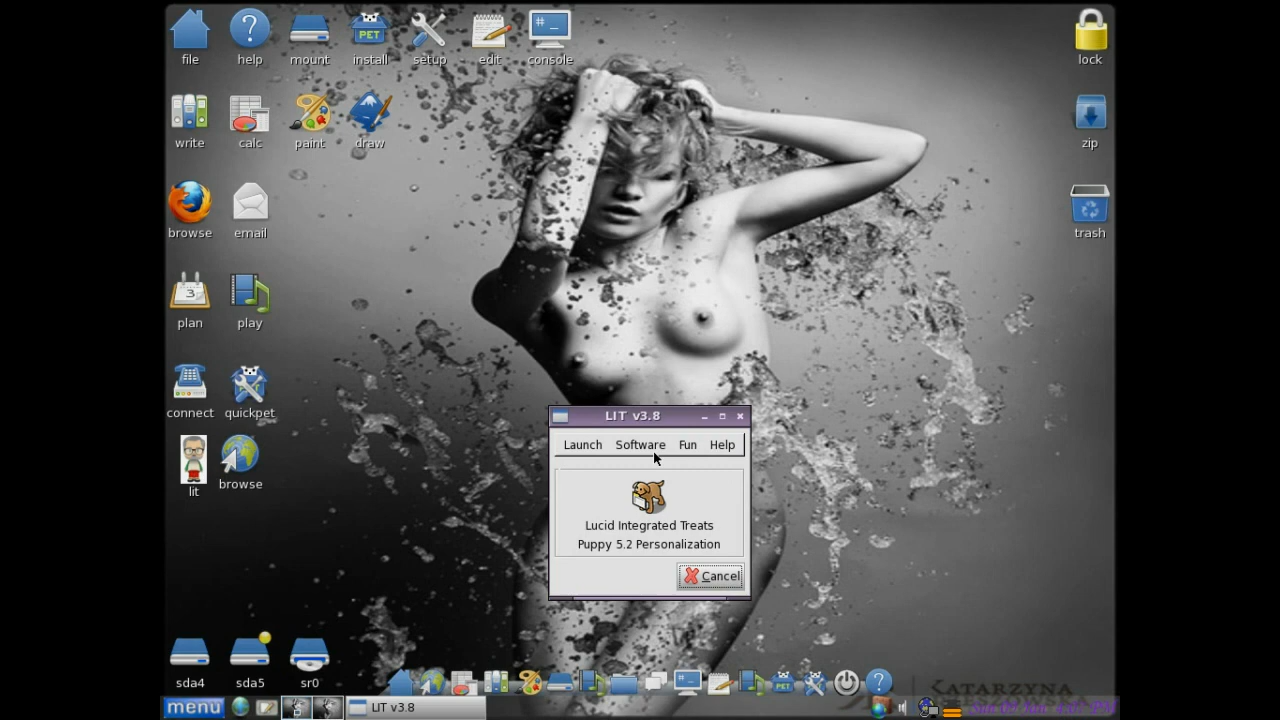 file help mount install setup edit console lock
PET
# _
write calc paint draw zip
browse email trash
3
plan play
connect quickpet
lit browse
LIT v3.8
Launch Software Fun Help
Lucid Integrated Treats
Puppy 5.2 Personalization
Cancel
sda4 sda5 sr0
KATARZYNA
menu LIT v3.8